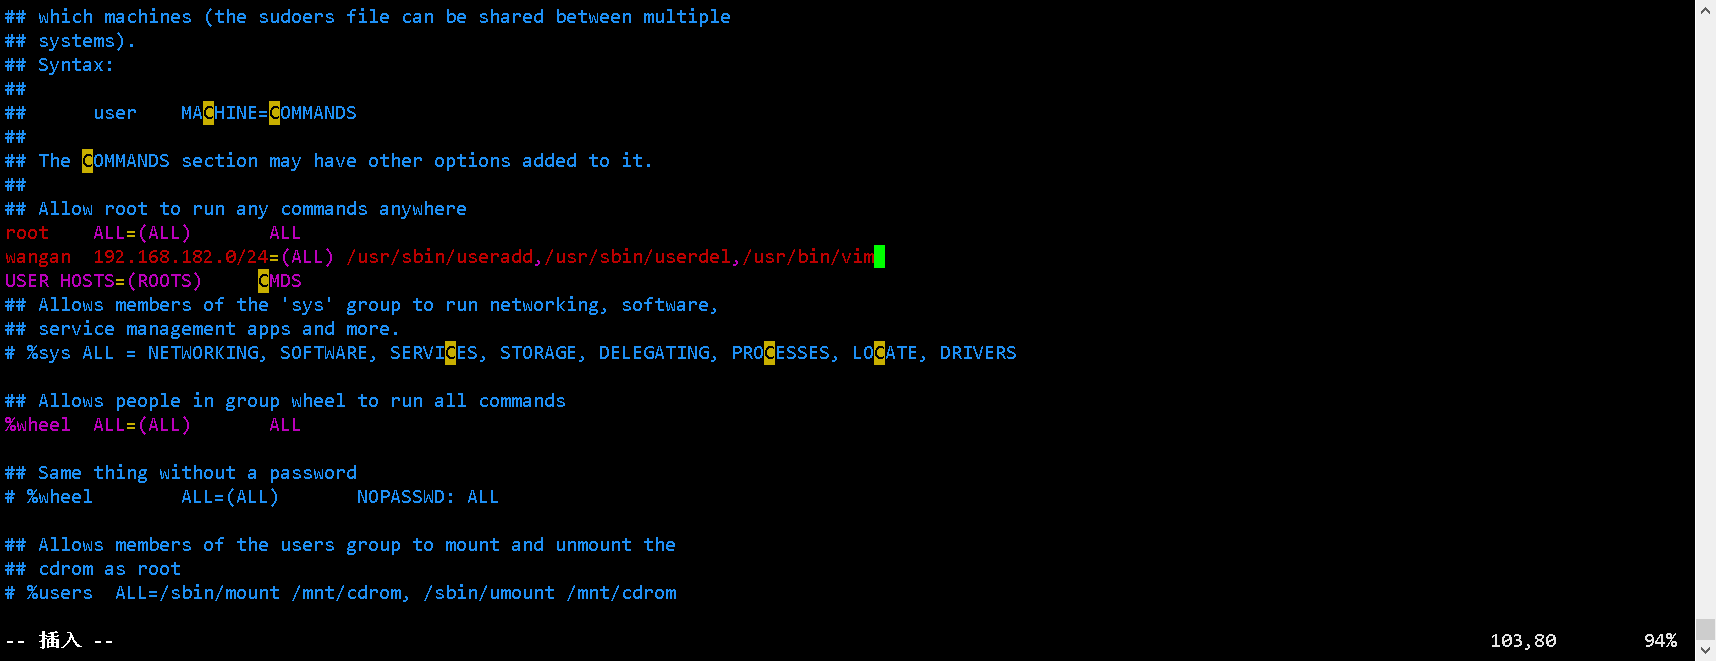 ## which machines (the sudoers file can be shared between multiple
## systems).
## Syntax:
##
##      user    MACHINE=COMMANDS
##
## The COMMANDS section may have other options added to it.
##
## Allow root to run any commands anywhere
root    ALL=(ALL)       ALL
wangan  192.168.182.0/24=(ALL) /usr/sbin/useradd,/usr/sbin/userdel,/usr/bin/vim
USER HOSTS=(ROOTS)     CMDS
## Allows members of the 'sys' group to run networking, software,
## service management apps and more.
# %sys ALL = NETWORKING, SOFTWARE, SERVICES, STORAGE, DELEGATING, PROCESSES, LOCATE, DRIVERS

## Allows people in group wheel to run all commands
%wheel  ALL=(ALL)       ALL

## Same thing without a password
# %wheel        ALL=(ALL)       NOPASSWD: ALL

## Allows members of the users group to mount and unmount the
## cdrom as root
# %users  ALL=/sbin/mount /mnt/cdrom, /sbin/umount /mnt/cdrom

-- 插入 --    103,80    94%